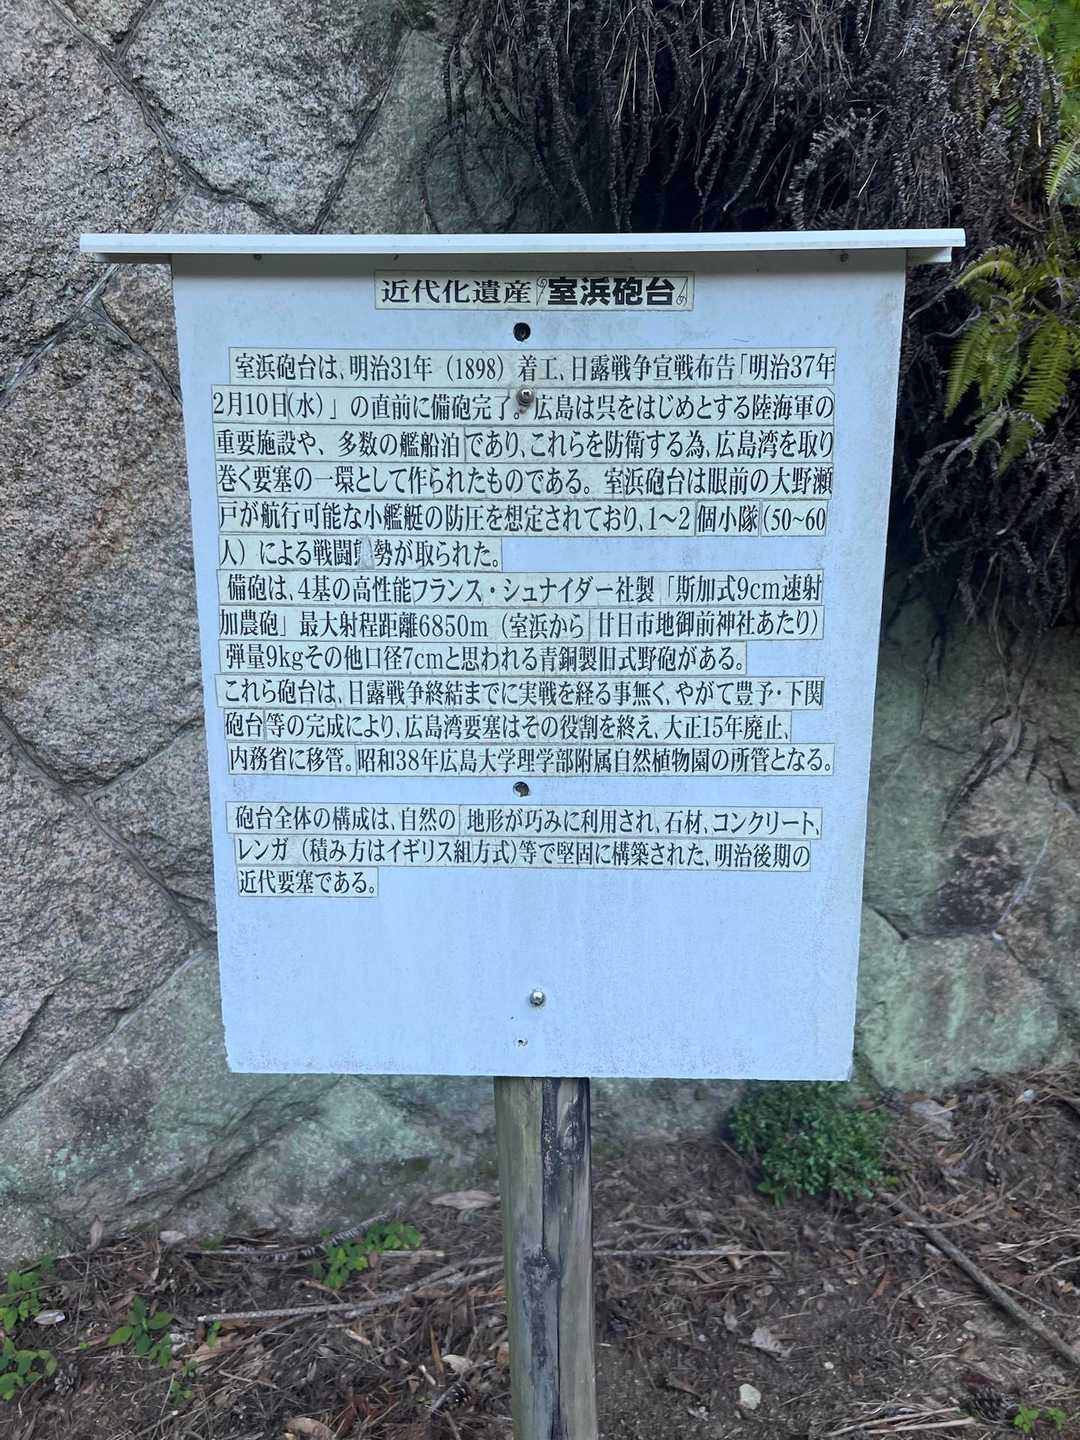 近代化遺産 室浜砲台
室浜砲台は、明治31年（1898）着工、日露戦争宣戦布告「明治37年
2月10日(水)」の直前に備砲完了。広島は呉をはじめとする陸海軍の
重要施設や、多数の艦船泊であり、これらを防衛する為、広島湾を取り
巻く要塞の一環として作られたものである。室浜砲台は眼前の大野瀬
戸が航行可能な小艦艇の防圧を想定されており、1～2個小隊(50~60
人）による戦闘態勢が取られた。
備砲は、4基の高性能フランス・シュナイダー社製「斯加式9cm速射
加農砲」最大射程距離6850m（室浜から廿日市地御前神社あたり）
弾量9kgその他口径7cmと思われる青銅製旧式野砲がある。
これら砲台は、日露戦争終結までに実戦を経る事無く、やがて豊予・下関
砲台等の完成により、広島湾要塞はその役割を終え、大正15年廃止、
内務省に移管。昭和38年広島大学理学部附属自然植物園の所管となる。
砲台全体の構成は、自然の地形が巧みに利用され、石材、コンクリート、
レンガ（積み方はイギリス組方式)等で堅固に構築された、明治後期の
近代要塞である。